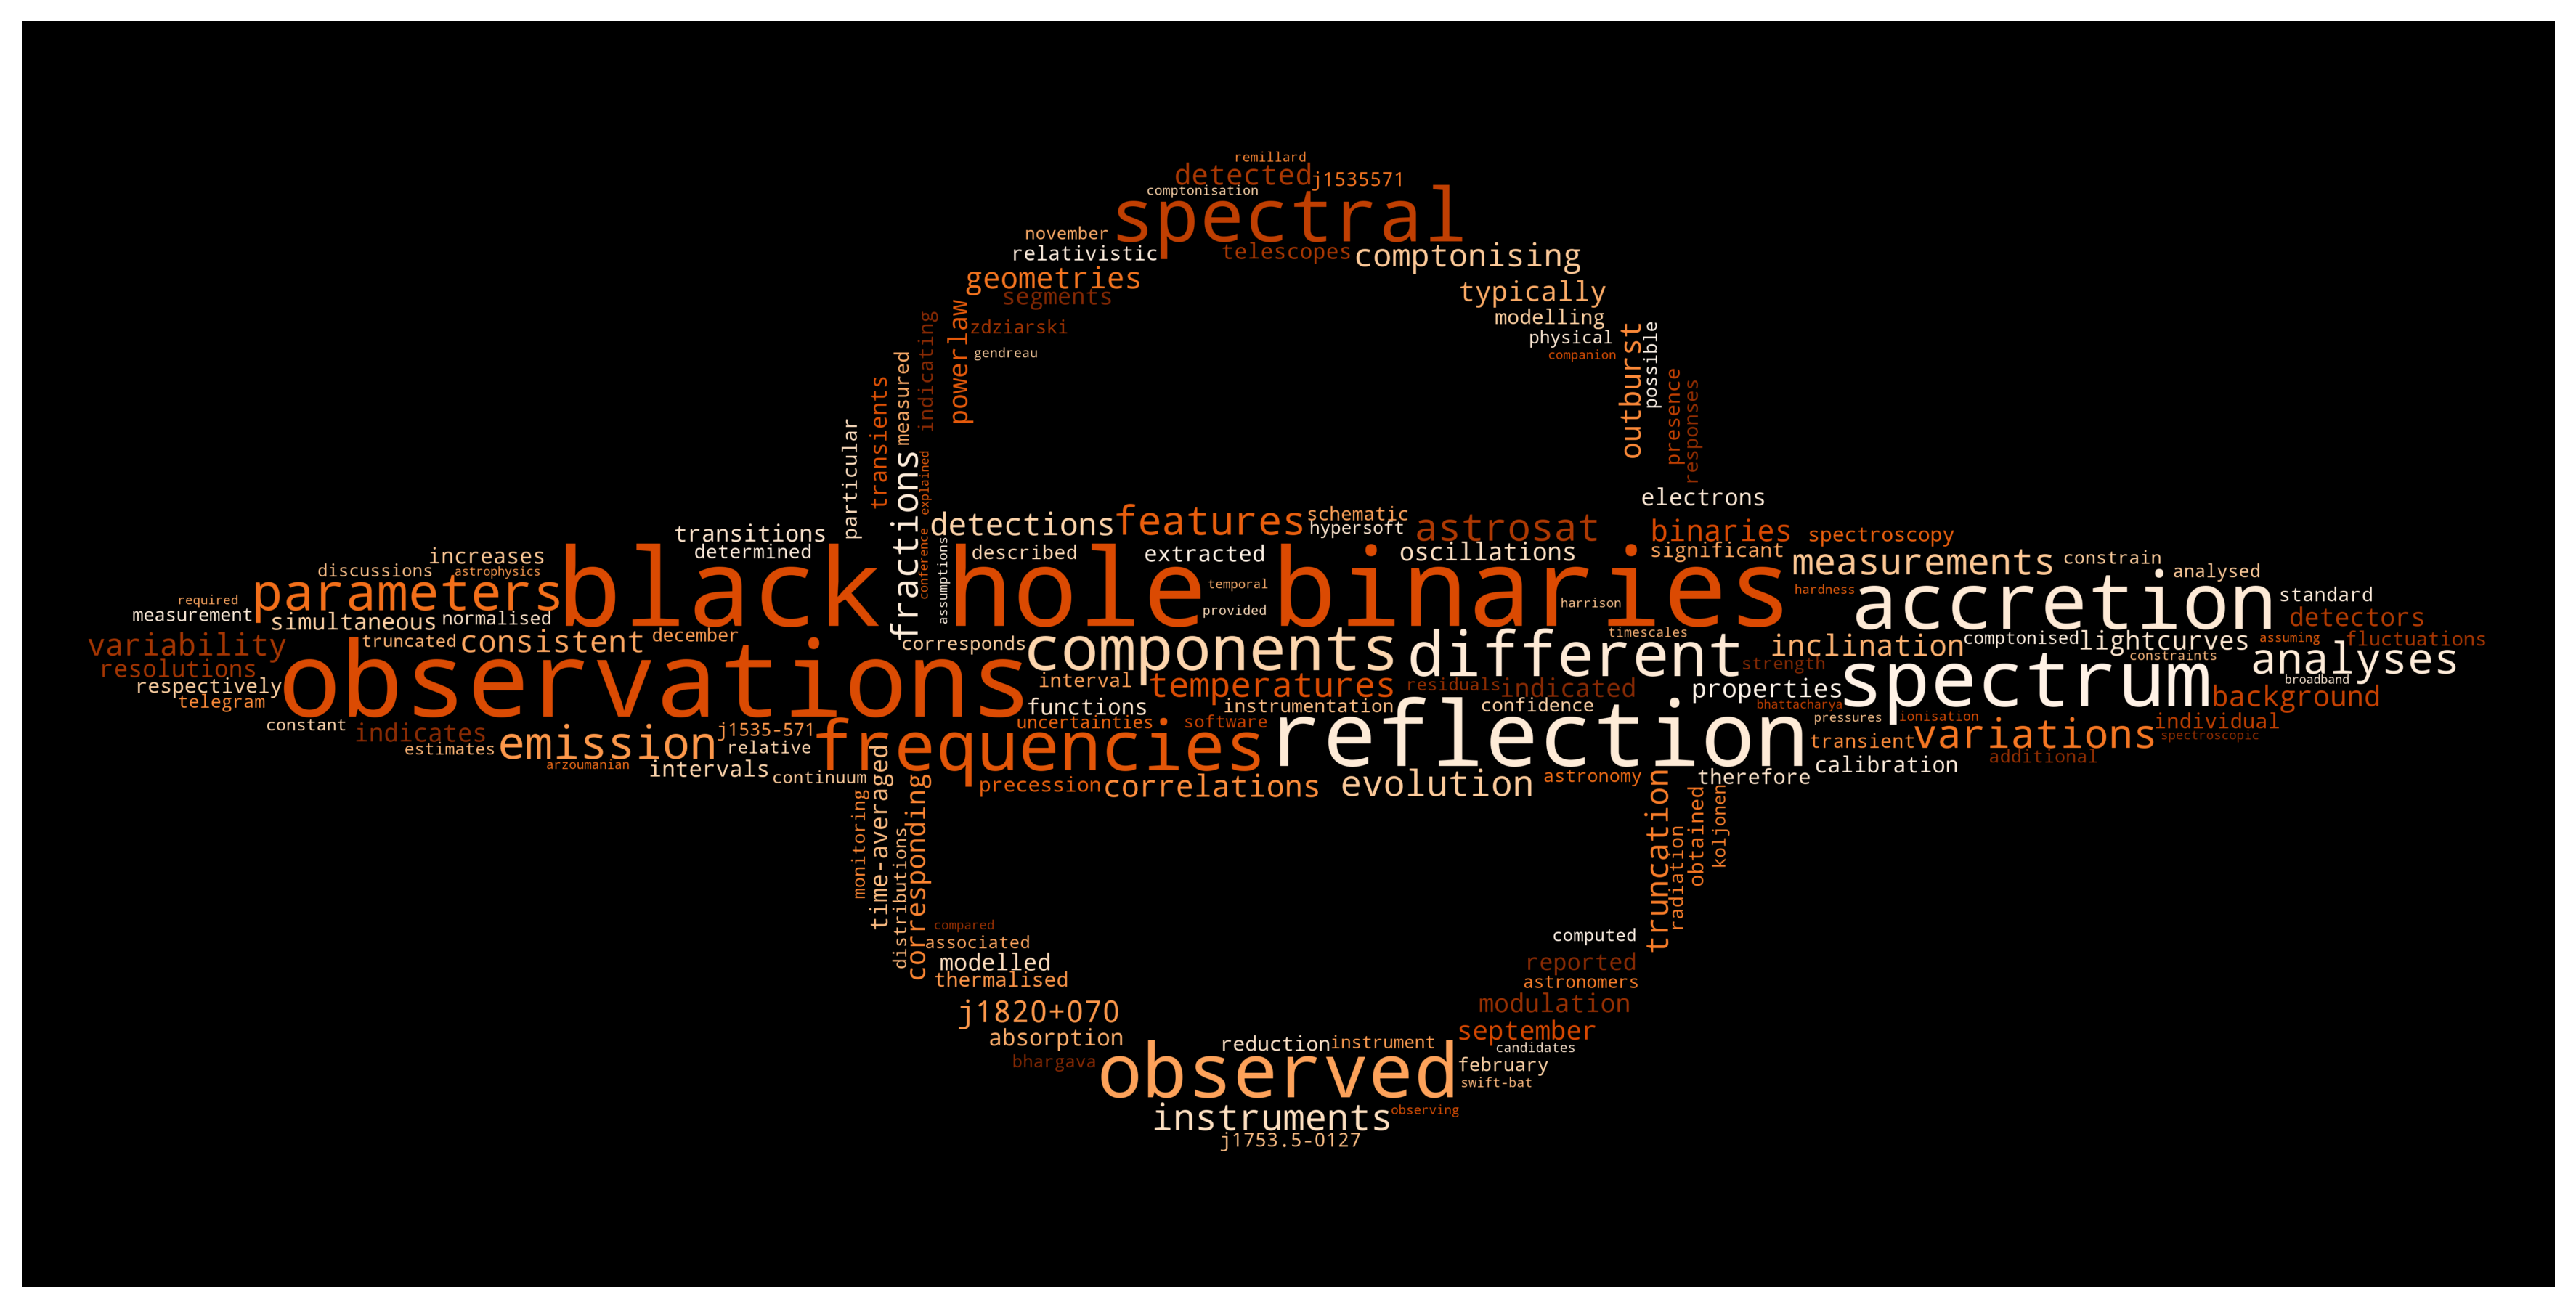 remillard
detected
j1535571
comptonisation
spectral
november
relativistic
telescopes
comptonising
geometries
segments
typically
zdziarski
modelling
physical
gendreau
companion
powerlaw
indicating
measured
transients
particular
fractions
explained
outburst
possible
presence
responses
electrons
transitions
determined
detections
features
schematic
hypersoft
astrosat
binaries
spectroscopy
increases
discussions
astrophysics
described
extracted
oscillations
significant
measurements
constrain
analysed
parameters
black hole binaries
conference
assumptions
temporal
provided
harrison
hardness
accretion
standard
required
measurement
simultaneous
normalised
detectors
variability
truncated
consistent
december
corresponds
components
different
timescales
inclination
comptonised
lightcurves
assuming
fluctuations
resolutions
strength
constraints
analyses
respectively
observations
interval
temperatures
residuals
indicated
properties
spectrum
broadband
background
telegram
functions
instrumentation
confidence
bhattacharya
constant
indicates
j1535-571
uncertainties
software
reflection
pressures
ionisation
individual
estimates
emission
relative
frequencies
transient
variations
spectroscopic
arzoumanian
intervals
continuum
additional
calibration
precession
correlations
evolution
astronomy
therefore
monitoring
time-averaged
distributions
corresponding
truncation
radiation
obtained
koljonen
compared
associated
computed
modelled
reported
thermalised
astronomers
j1820+070
modulation
absorption
september
reduction
instrument
candidates
bhargava
observed
february
swift-bat
instruments
observing
j1753.5-0127